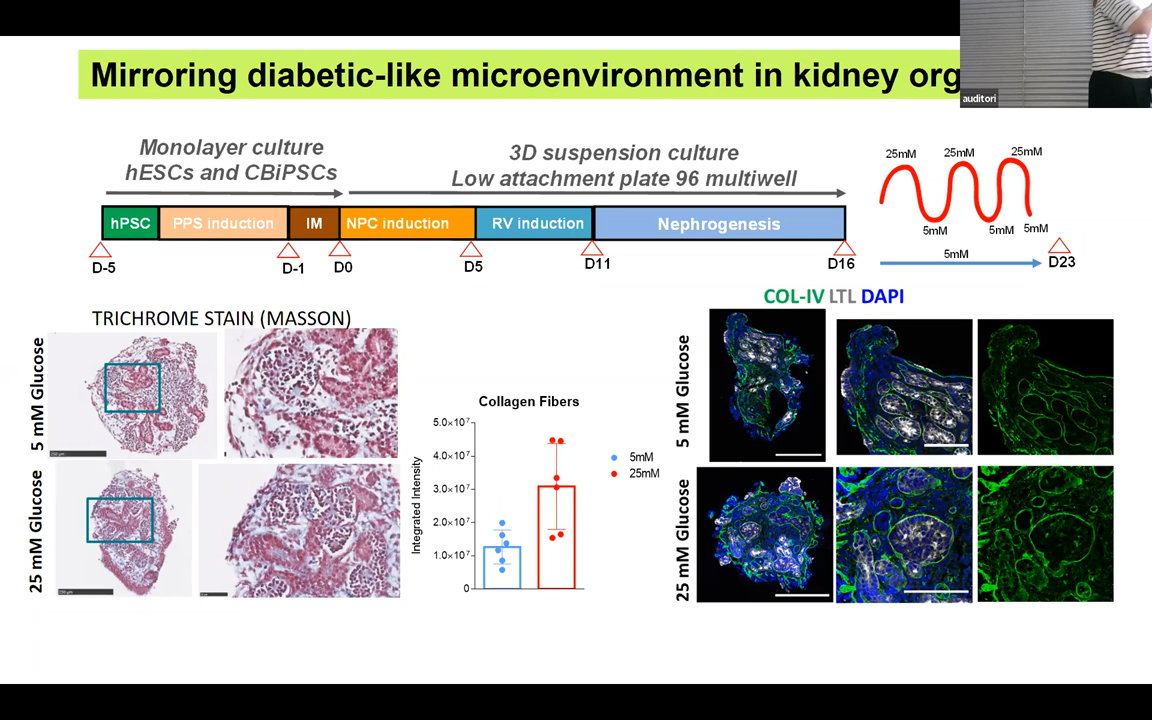 Mirroring diabetic-like microenvironment in kidney org
auditori
Monolayer culture
hESCs and CBiPSCs
3D suspension culture
Low attachment plate 96 multiwell
hPSC
PPS induction
IM
NPC induction
RV induction
Nephrogenesis
D-5
D-1
D0
D5
D11
D16
25mM
25mM
25mM
5mM
5mM
5mM
5mM
D23
TRICHROME STAIN (MASSON)
5 mM Glucose
25 mM Glucose
Collagen Fibers
Integrated Intensity
5.0×10⁷
4.0×10⁷
3.0×10⁷
2.0×10⁷
1.0×10⁷
0
5mM
25mM
COL-IV LTL DAPI
5 mM Glucose
25 mM Glucose